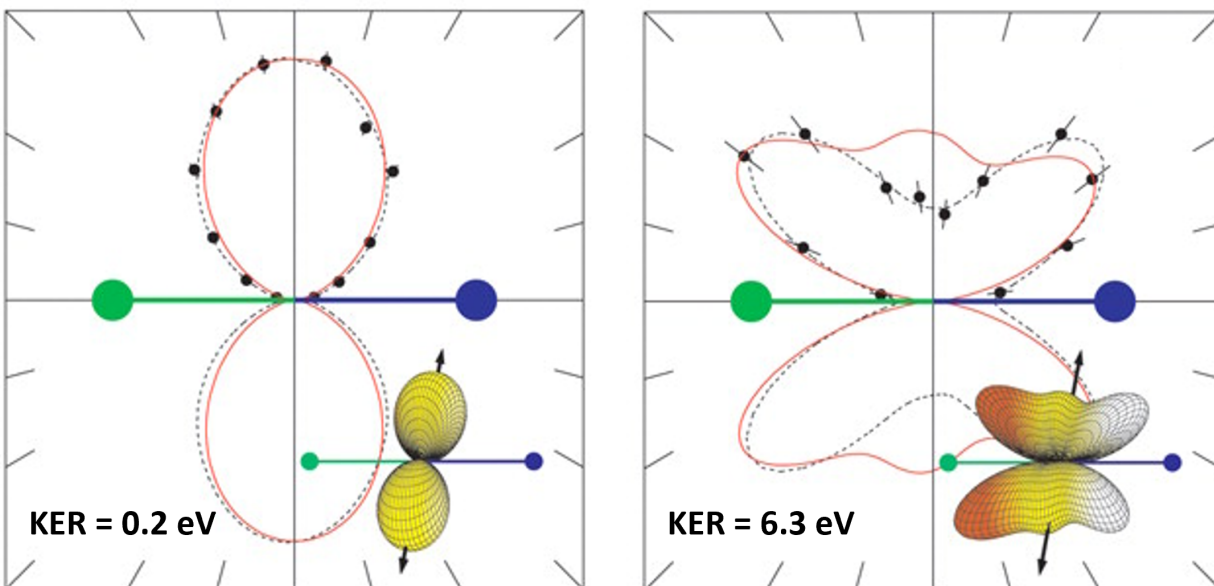 KER = 0.2 eV
KER = 6.3 eV